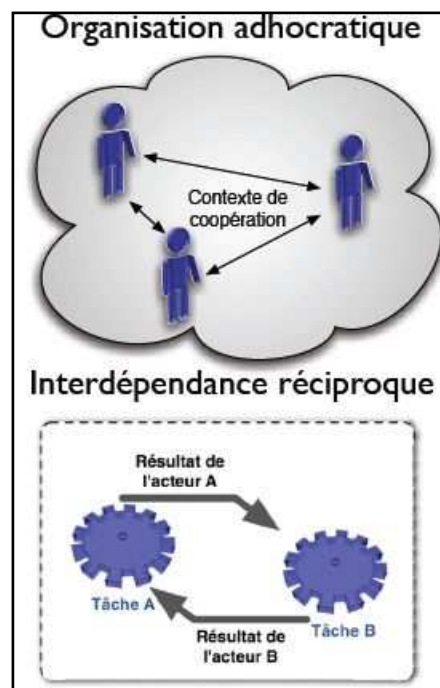 Organisation adhocratique
Contexte de
coopération
Interdépendance réciproque
Résultat de
l'acteur A
Tâche A
Tâche B
Résultat de
l'acteur B